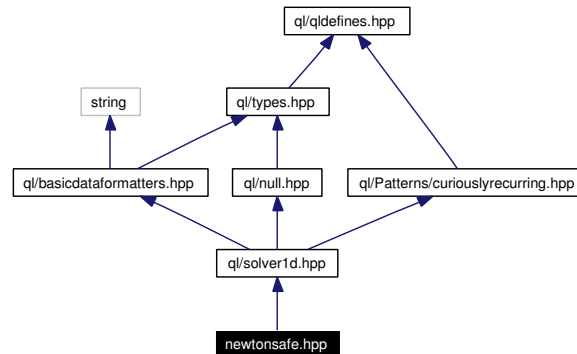 ql/qldefines.hpp
string
ql/types.hpp
ql/basicdataformatters.hpp
ql/null.hpp
ql/Patterns/curiouslyrecurring.hpp
ql/solver1d.hpp
newtonsafe.hpp